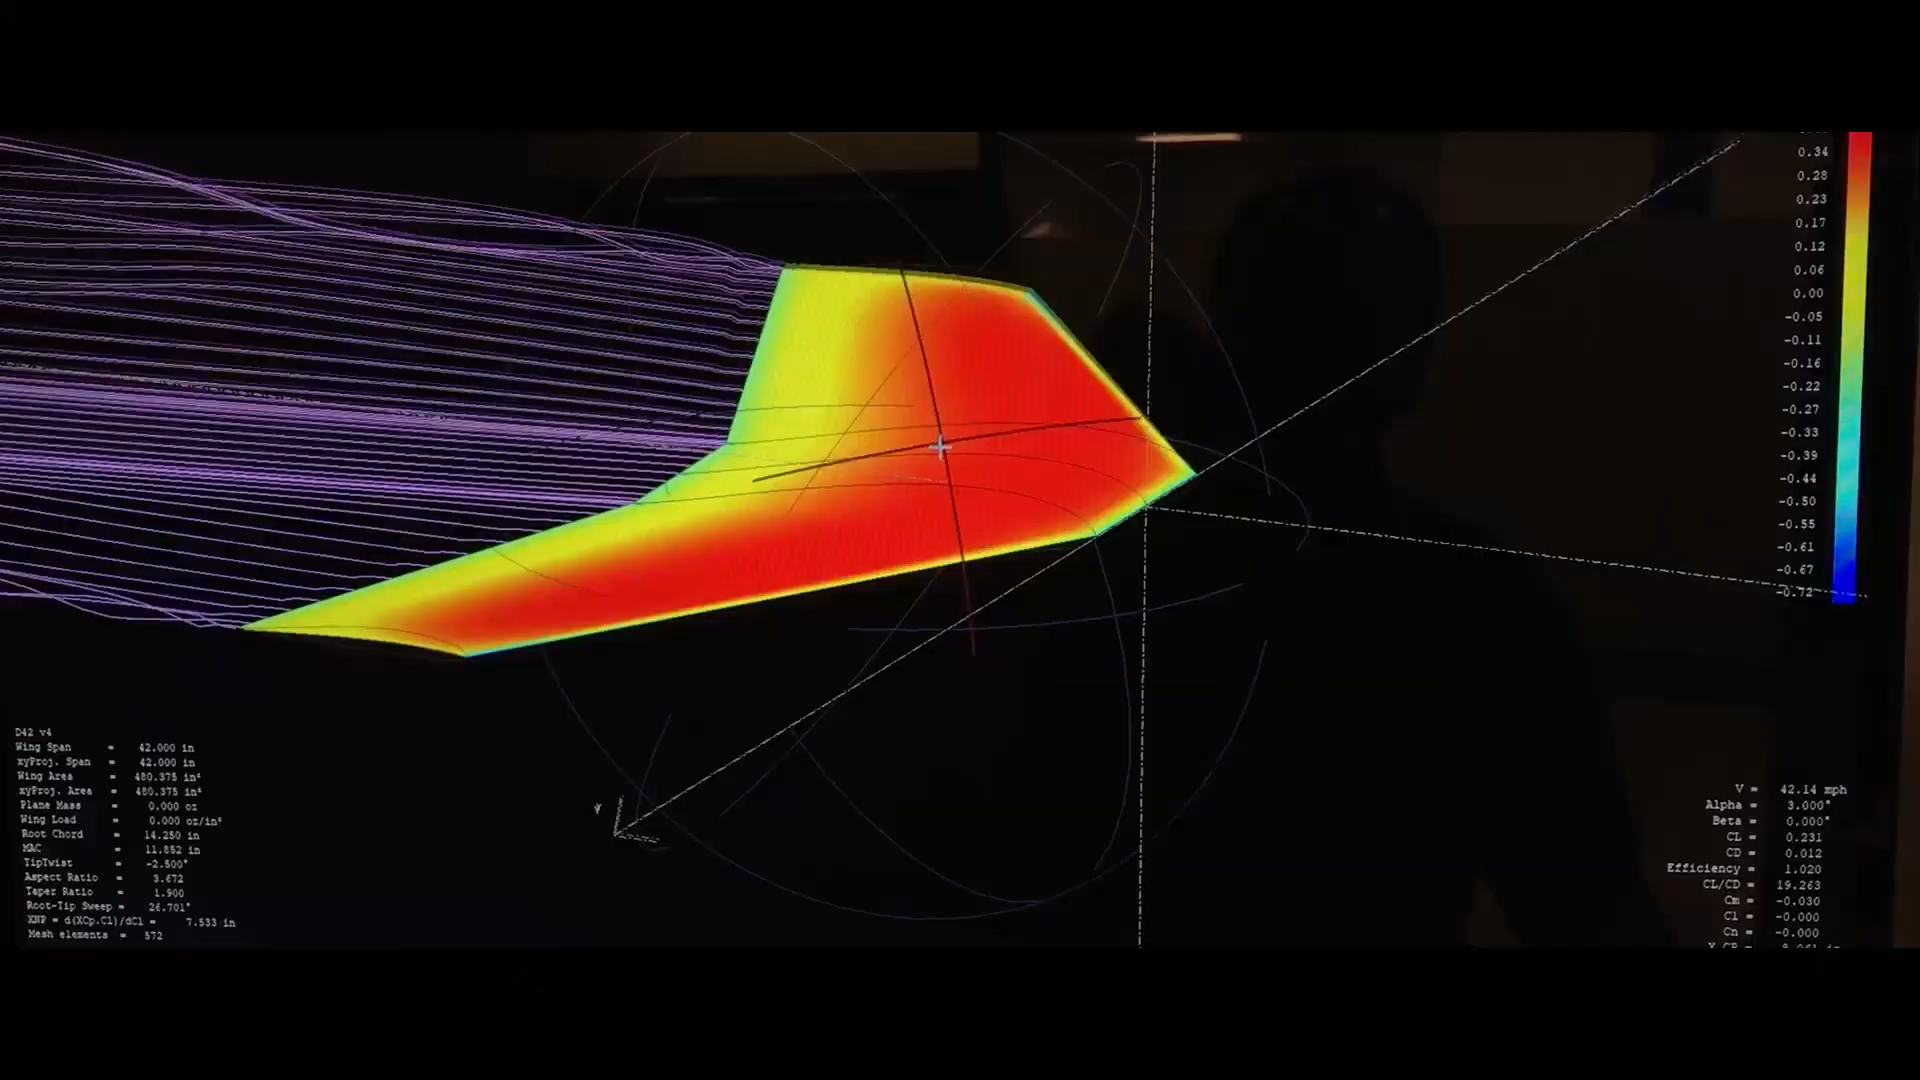 0.34
0.28
0.23
0.17
0.12
0.06
0.00
-0.05
-0.11
-0.16
-0.22
-0.27
-0.33
-0.39
-0.44
-0.50
-0.55
-0.61
-0.67
-0.72
D42 v4
Wing Span = 42.000 in
xyProj. Span = 42.000 in
Wing Area = 480.375 in²
xyProj. Area = 480.375 in²
Plane Mass = 0.000 oz
Wing Load = 0.000 oz/in²
Root Chord = 14.250 in
MAC = 11.852 in
TipTwist = -2.500°
Aspect Ratio = 3.672
Taper Ratio = 1.900
Root-Tip Sweep = 26.701°
XNP = d(XCp.Cl)/dCl = 7.533 in
Mesh elements = 572
V = 42.14 mph
Alpha = 3.000°
Beta = 0.000°
CL = 0.231
CD = 0.012
Efficiency = 1.020
CL/CD = 19.263
Cm = -0.030
Cl = -0.000
Cn = -0.000